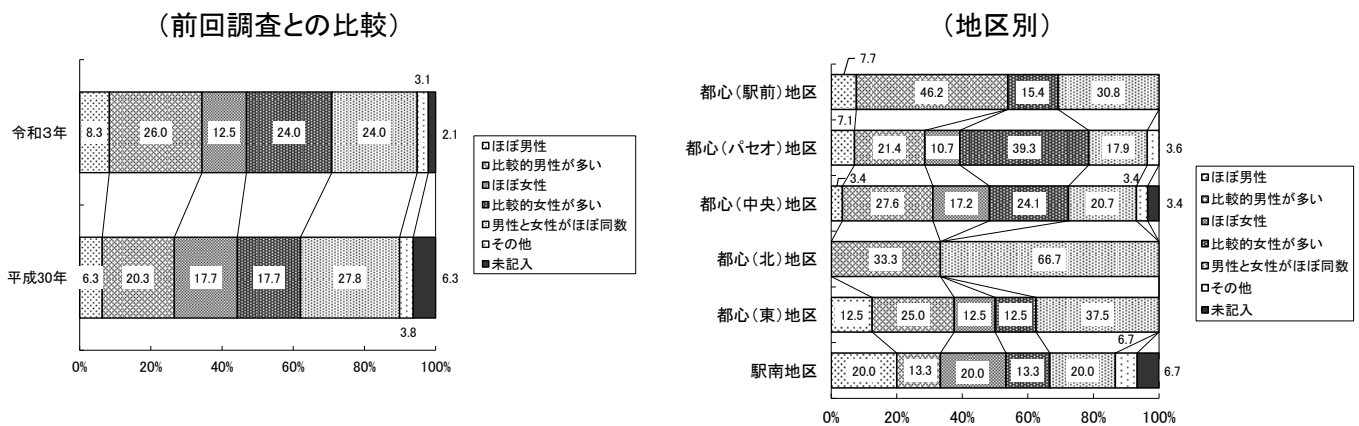 （前回調査との比較）
3.1
令和３年
8.3 26.0 12.5 24.0 24.0
2.1
平成30年
6.3 20.3 17.7 17.7 27.8
6.3
3.8
0% 20% 40% 60% 80% 100%
ほぼ男性
比較的男性が多い
ほぼ女性
比較的女性が多い
男性と女性がほぼ同数
その他
未記入
（地区別）
7.7
都心（駅前）地区
46.2 15.4 30.8
7.1
都心（パセオ）地区
21.4 10.7 39.3 17.9 3.6
3.4 3.4
都心（中央）地区
27.6 17.2 24.1 20.7 3.4
都心（北）地区
33.3 66.7
都心（東）地区
12.5 25.0 12.5 12.5 37.5
6.7
駅南地区
20.0 13.3 20.0 13.3 20.0 6.7
0% 20% 40% 60% 80% 100%
ほぼ男性
比較的男性が多い
ほぼ女性
比較的女性が多い
男性と女性がほぼ同数
その他
未記入